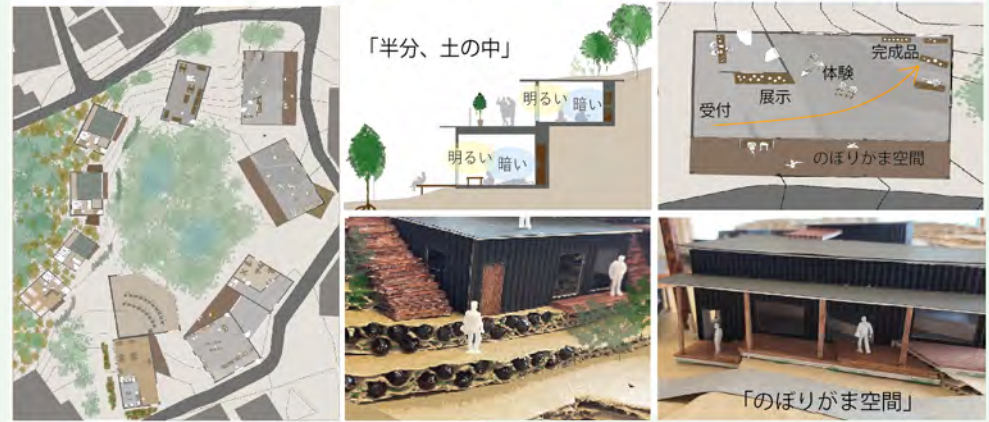 「半分、土の中」
明るい
暗い
明るい
暗い
完成品
体験
展示
受付
のぼりがま空間
「のぼりがま空間」